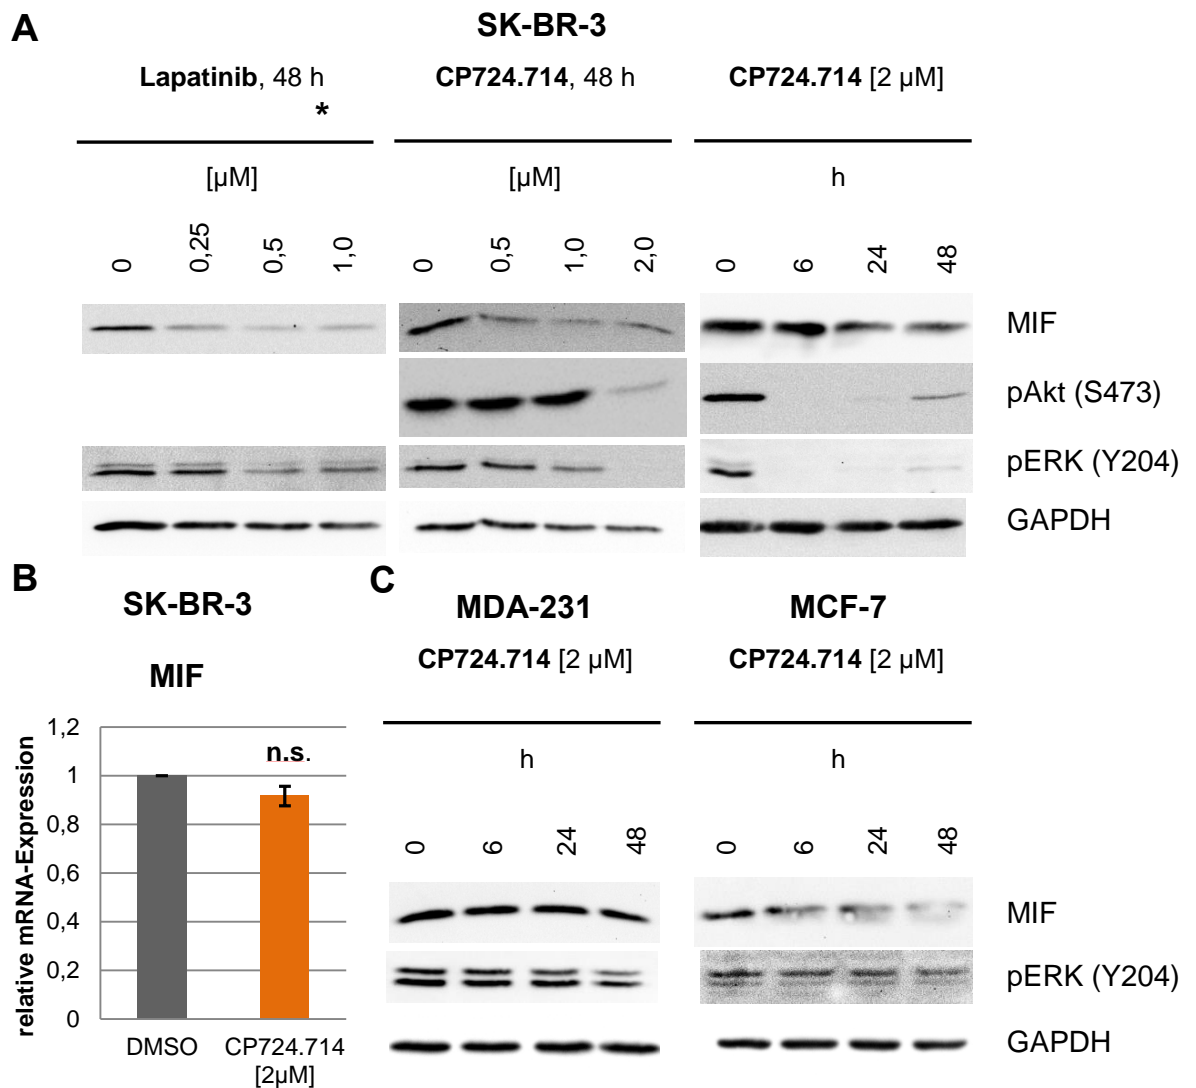 A
SK-BR-3
Lapatinib, 48 h
*
CP724.714, 48 h
CP724.714 [2 µM]
[µM]
[µM]
h
0 0,25 0,5 1,0
0 0,5 1,0 2,0
0 6 24 48
MIF
pAkt (S473)
pERK (Y204)
GAPDH
B
SK-BR-3
MIF
relative mRNA-Expression
1,2
1
0,8
0,6
0,4
0,2
0
n.s.
DMSO
CP724.714
[2µM]
C
MDA-231
CP724.714 [2 µM]
h
0 6 24 48
MCF-7
CP724.714 [2 µM]
h
0 6 24 48
MIF
pERK (Y204)
GAPDH